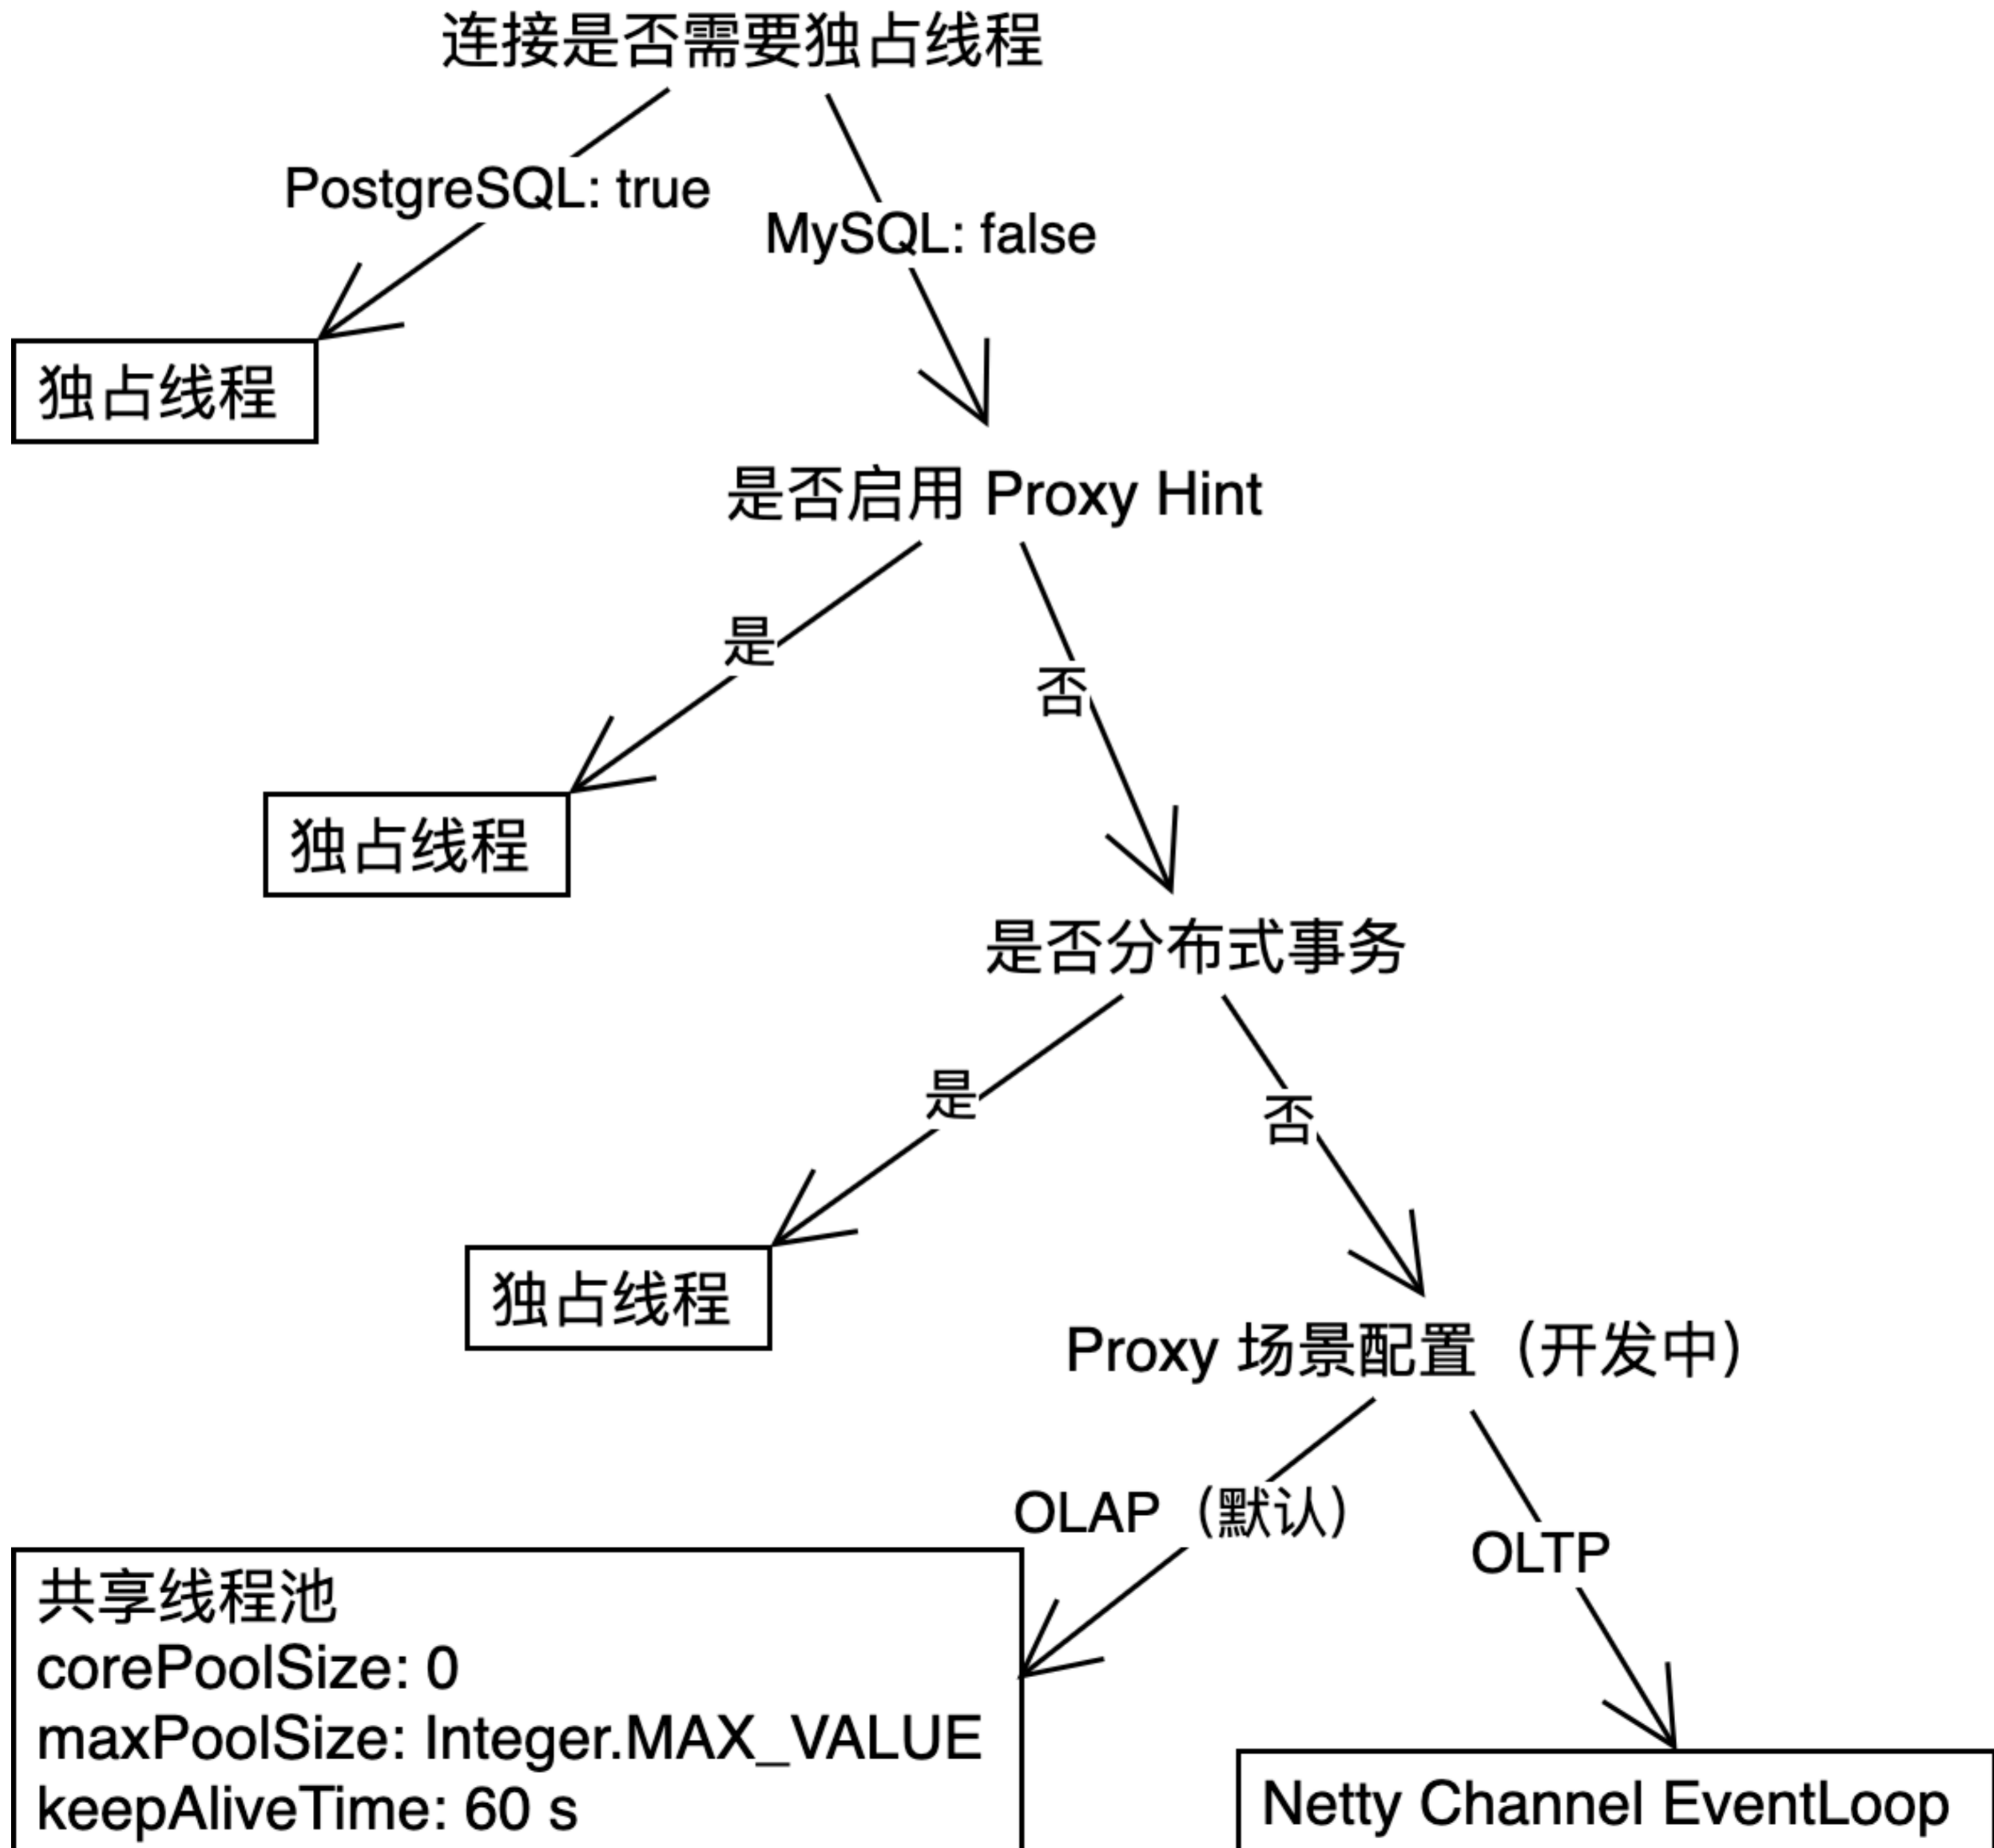 连接是否需要独占线程
PostgreSQL: true
MySQL: false
独占线程
是否启用 Proxy Hint
是
否
独占线程
是否分布式事务
是
否
独占线程
Proxy 场景配置（开发中）
OLAP（默认）
OLTP
共享线程池
corePoolSize: 0
maxPoolSize: Integer.MAX_VALUE
keepAliveTime: 60 s
Netty Channel EventLoop